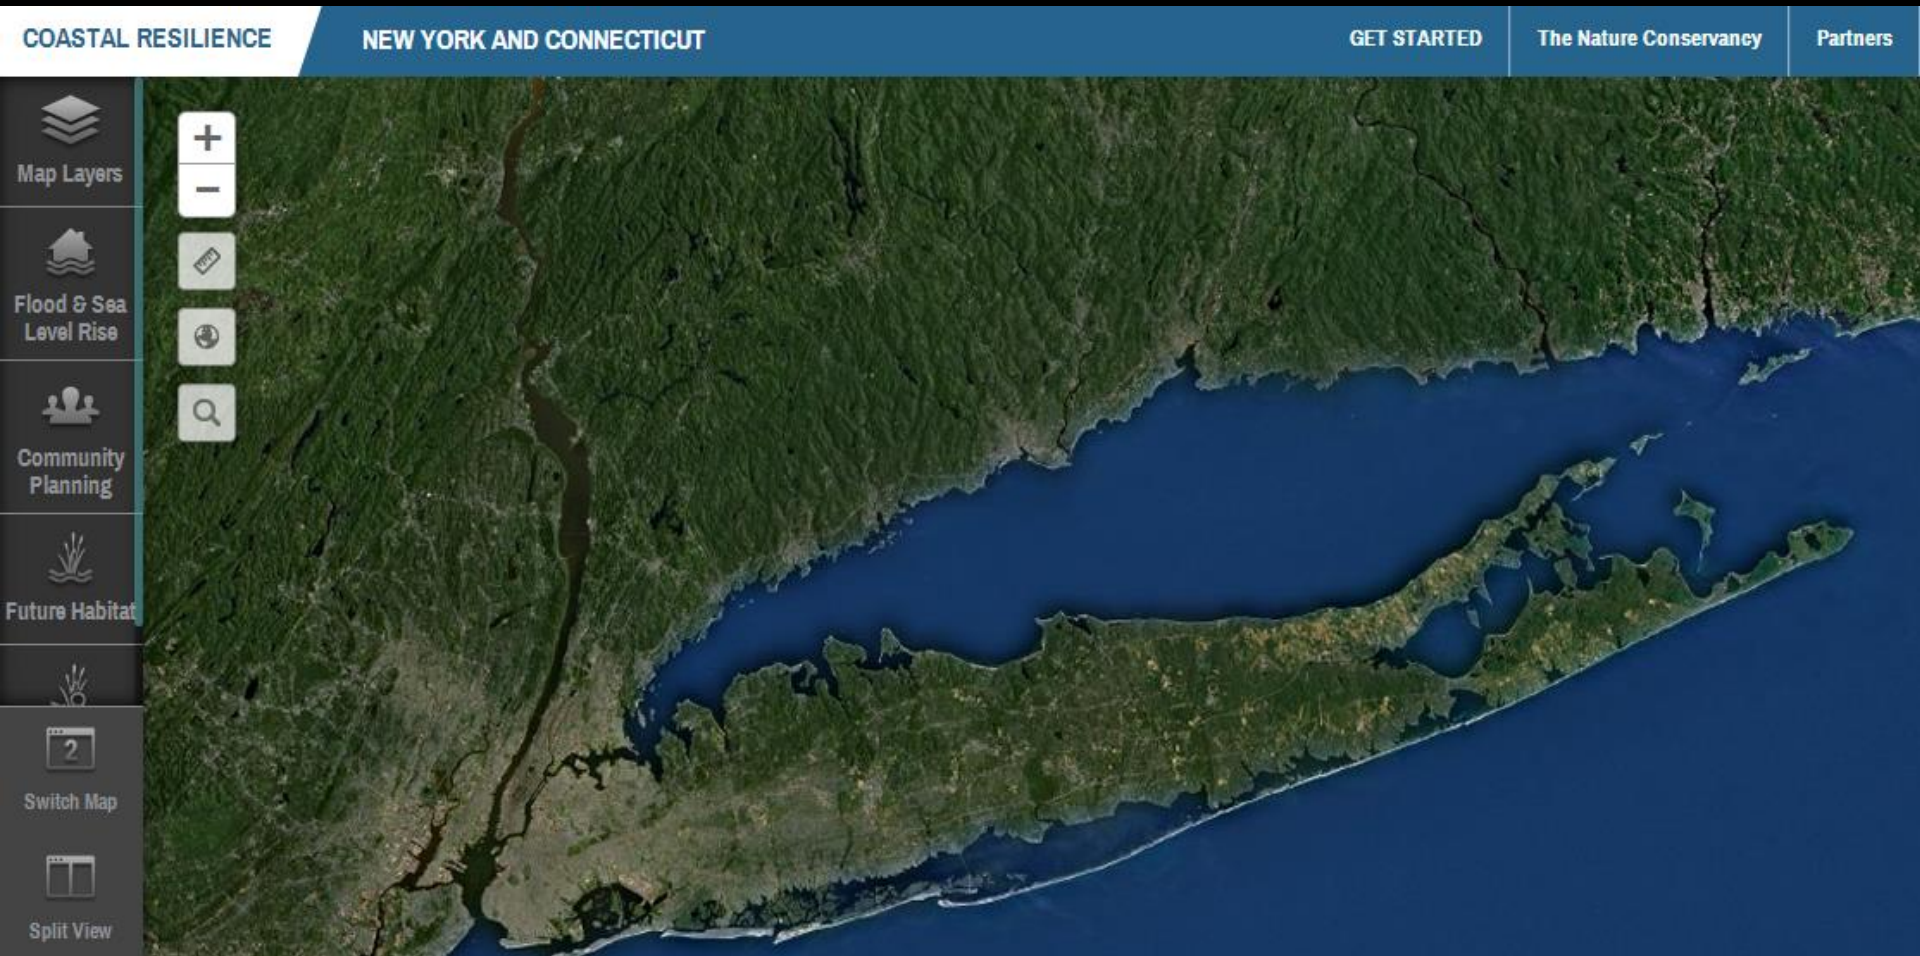 COASTAL RESILIENCE
NEW YORK AND CONNECTICUT
GET STARTED
The Nature Conservancy
Partners
Map Layers
+
−
Flood & Sea
Level Rise
Community
Planning
Future Habitat
2
Switch Map
Split View